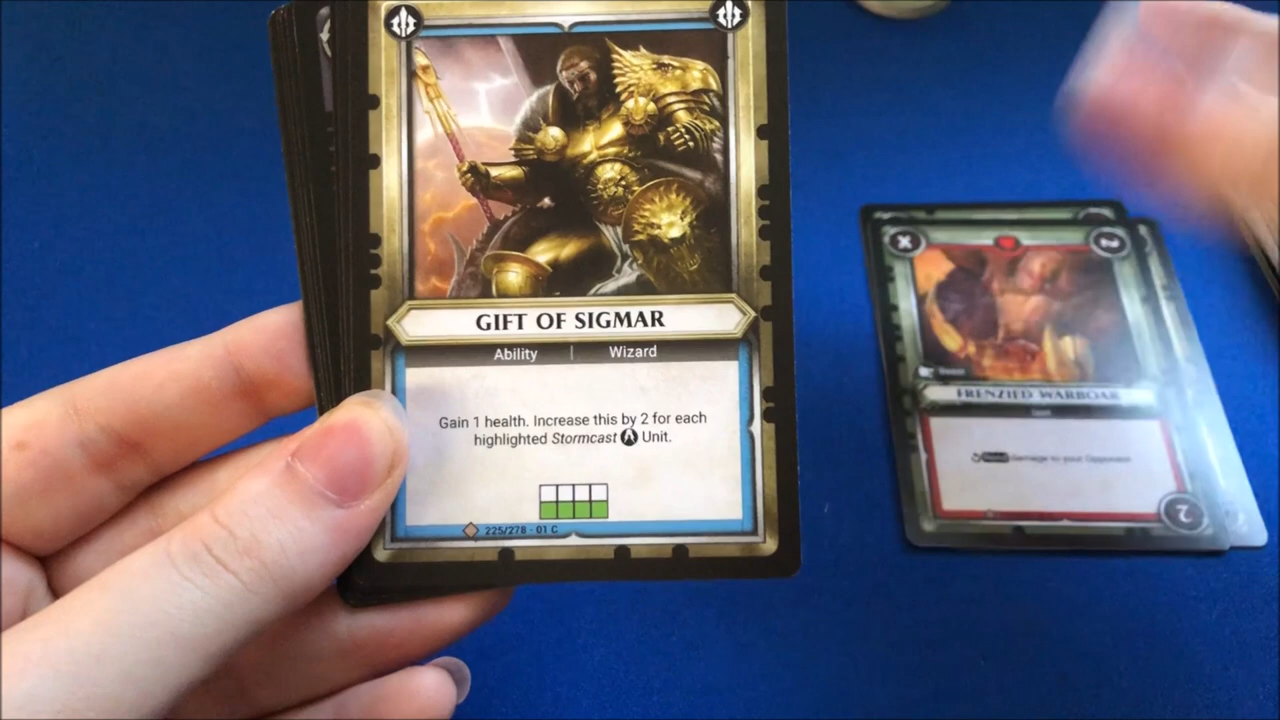 GIFT OF SIGMAR
Ability | Wizard
Gain 1 health. Increase this by 2 for each
highlighted Stormcast Unit.
225/278 - 01 C
FRENZIED WARBOAR
damage to your Opponent.
2